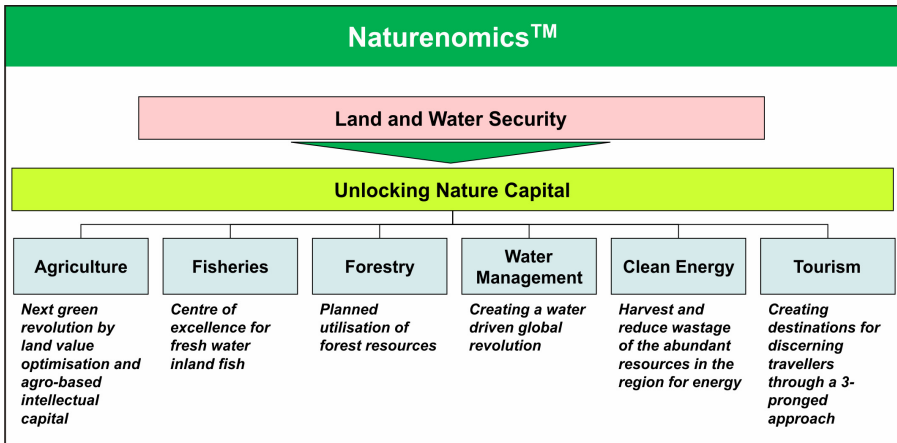 Naturenomics™
Land and Water Security
Unlocking Nature Capital
Agriculture
Next green
revolution by
land value
optimisation and
agro-based
intellectual
capital
Fisheries
Centre of
excellence for
fresh water
inland fish
Forestry
Planned
utilisation of
forest resources
Water
Management
Creating a water
driven global
revolution
Clean Energy
Harvest and
reduce wastage
of the abundant
resources in the
region for energy
Tourism
Creating
destinations for
discerning
travellers
through a 3-
pronged
approach